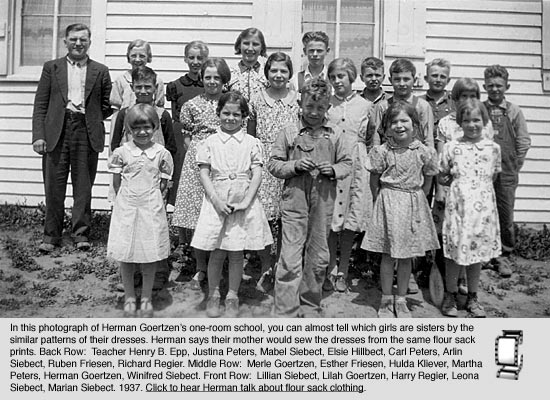 In this photograph of Herman Goertzen's one-room school, you can almost tell which girls are sisters by the
similar patterns of their dresses. Herman says their mother would sew the dresses from the same flour sack
prints. Back Row:  Teacher Henry B. Epp, Justina Peters, Mabel Siebect, Elsie Hillbect, Carl Peters, Arlin
Siebect, Ruben Friesen, Richard Regier. Middle Row:  Merle Goertzen, Esther Friesen, Hulda Kliever, Martha
Peters, Herman Goertzen, Winifred Siebect. Front Row:  Lillian Siebect, Lilah Goertzen, Harry Regier, Leona
Siebect, Marian Siebect. 1937. Click to hear Herman talk about flour sack clothing.